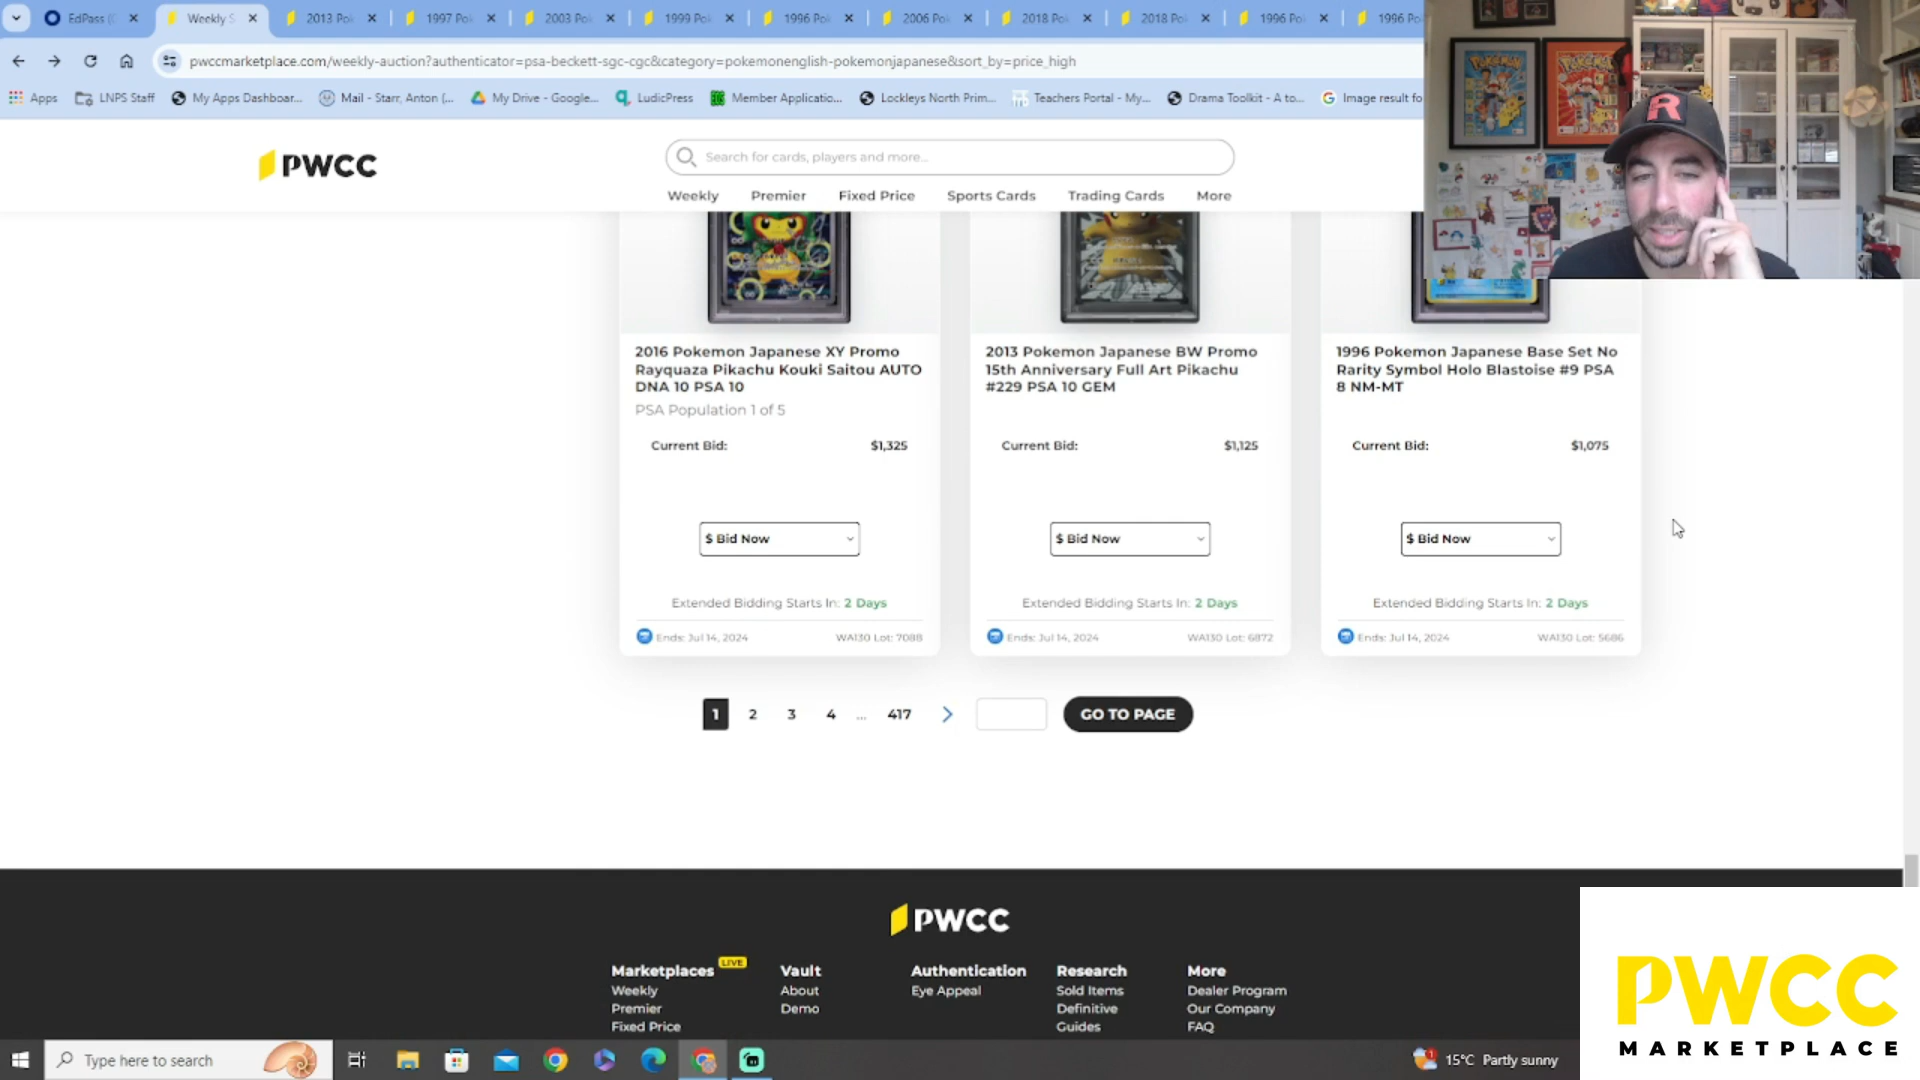 EdPass (
Weekly S
2013 Pok
1997 Pok
2003 Pok
1999 Pok
1996 Pok
2006 Pok
2018 Pok
2018 Pok
1996 Pok
1996 Pok
pwccmarketplace.com/weekly-auction?authenticator=psa-beckett-sgc-cgc&category=pokemonenglish-pokemonjapanese&sort_by=price_high
Apps
LNPS Staff
My Apps Dashboar...
Mail - Starr, Anton (...
My Drive - Google...
LudicPress
Member Applicatio...
Lockleys North Prim...
Teachers Portal - My...
Drama Toolkit - A to...
Image result fo
PWCC
Search for cards, players and more...
Weekly Premier Fixed Price Sports Cards Trading Cards More
R
2016 Pokemon Japanese XY Promo
Rayquaza Pikachu Kouki Saitou AUTO
DNA 10 PSA 10
PSA Population 1 of 5
Current Bid: $1,325
$ Bid Now
Extended Bidding Starts In: 2 Days
Ends: Jul 14, 2024 WA130 Lot: 7088
2013 Pokemon Japanese BW Promo
15th Anniversary Full Art Pikachu
#229 PSA 10 GEM
Current Bid: $1,125
$ Bid Now
Extended Bidding Starts In: 2 Days
Ends: Jul 14, 2024 WA130 Lot: 6872
1996 Pokemon Japanese Base Set No
Rarity Symbol Holo Blastoise #9 PSA
8 NM-MT
Current Bid: $1,075
$ Bid Now
Extended Bidding Starts In: 2 Days
Ends: Jul 14, 2024 WA130 Lot: 5686
1 2 3 4 ... 417 GO TO PAGE
PWCC
Marketplaces LIVE
Weekly
Premier
Fixed Price
Vault
About
Demo
Authentication
Eye Appeal
Research
Sold Items
Definitive
Guides
More
Dealer Program
Our Company
FAQ
PWCC
MARKETPLACE
Type here to search
1
15°C Partly sunny